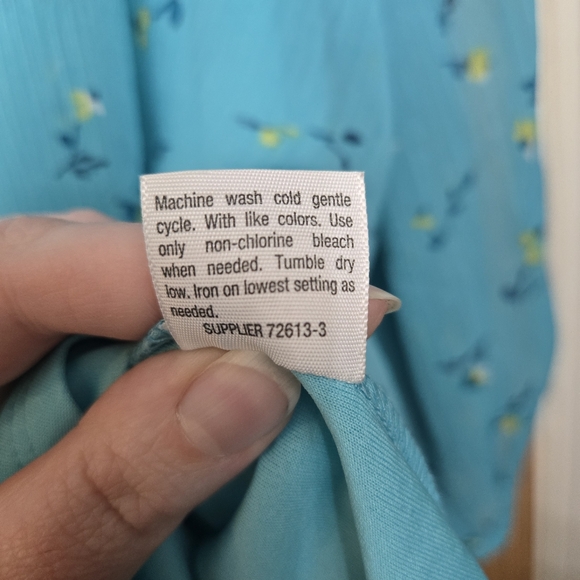 Machine wash cold gentle
cycle. With like colors. Use
only non-chlorine bleach
when needed. Tumble dry
low. Iron on lowest setting as
needed.
SUPPLIER 72613-3